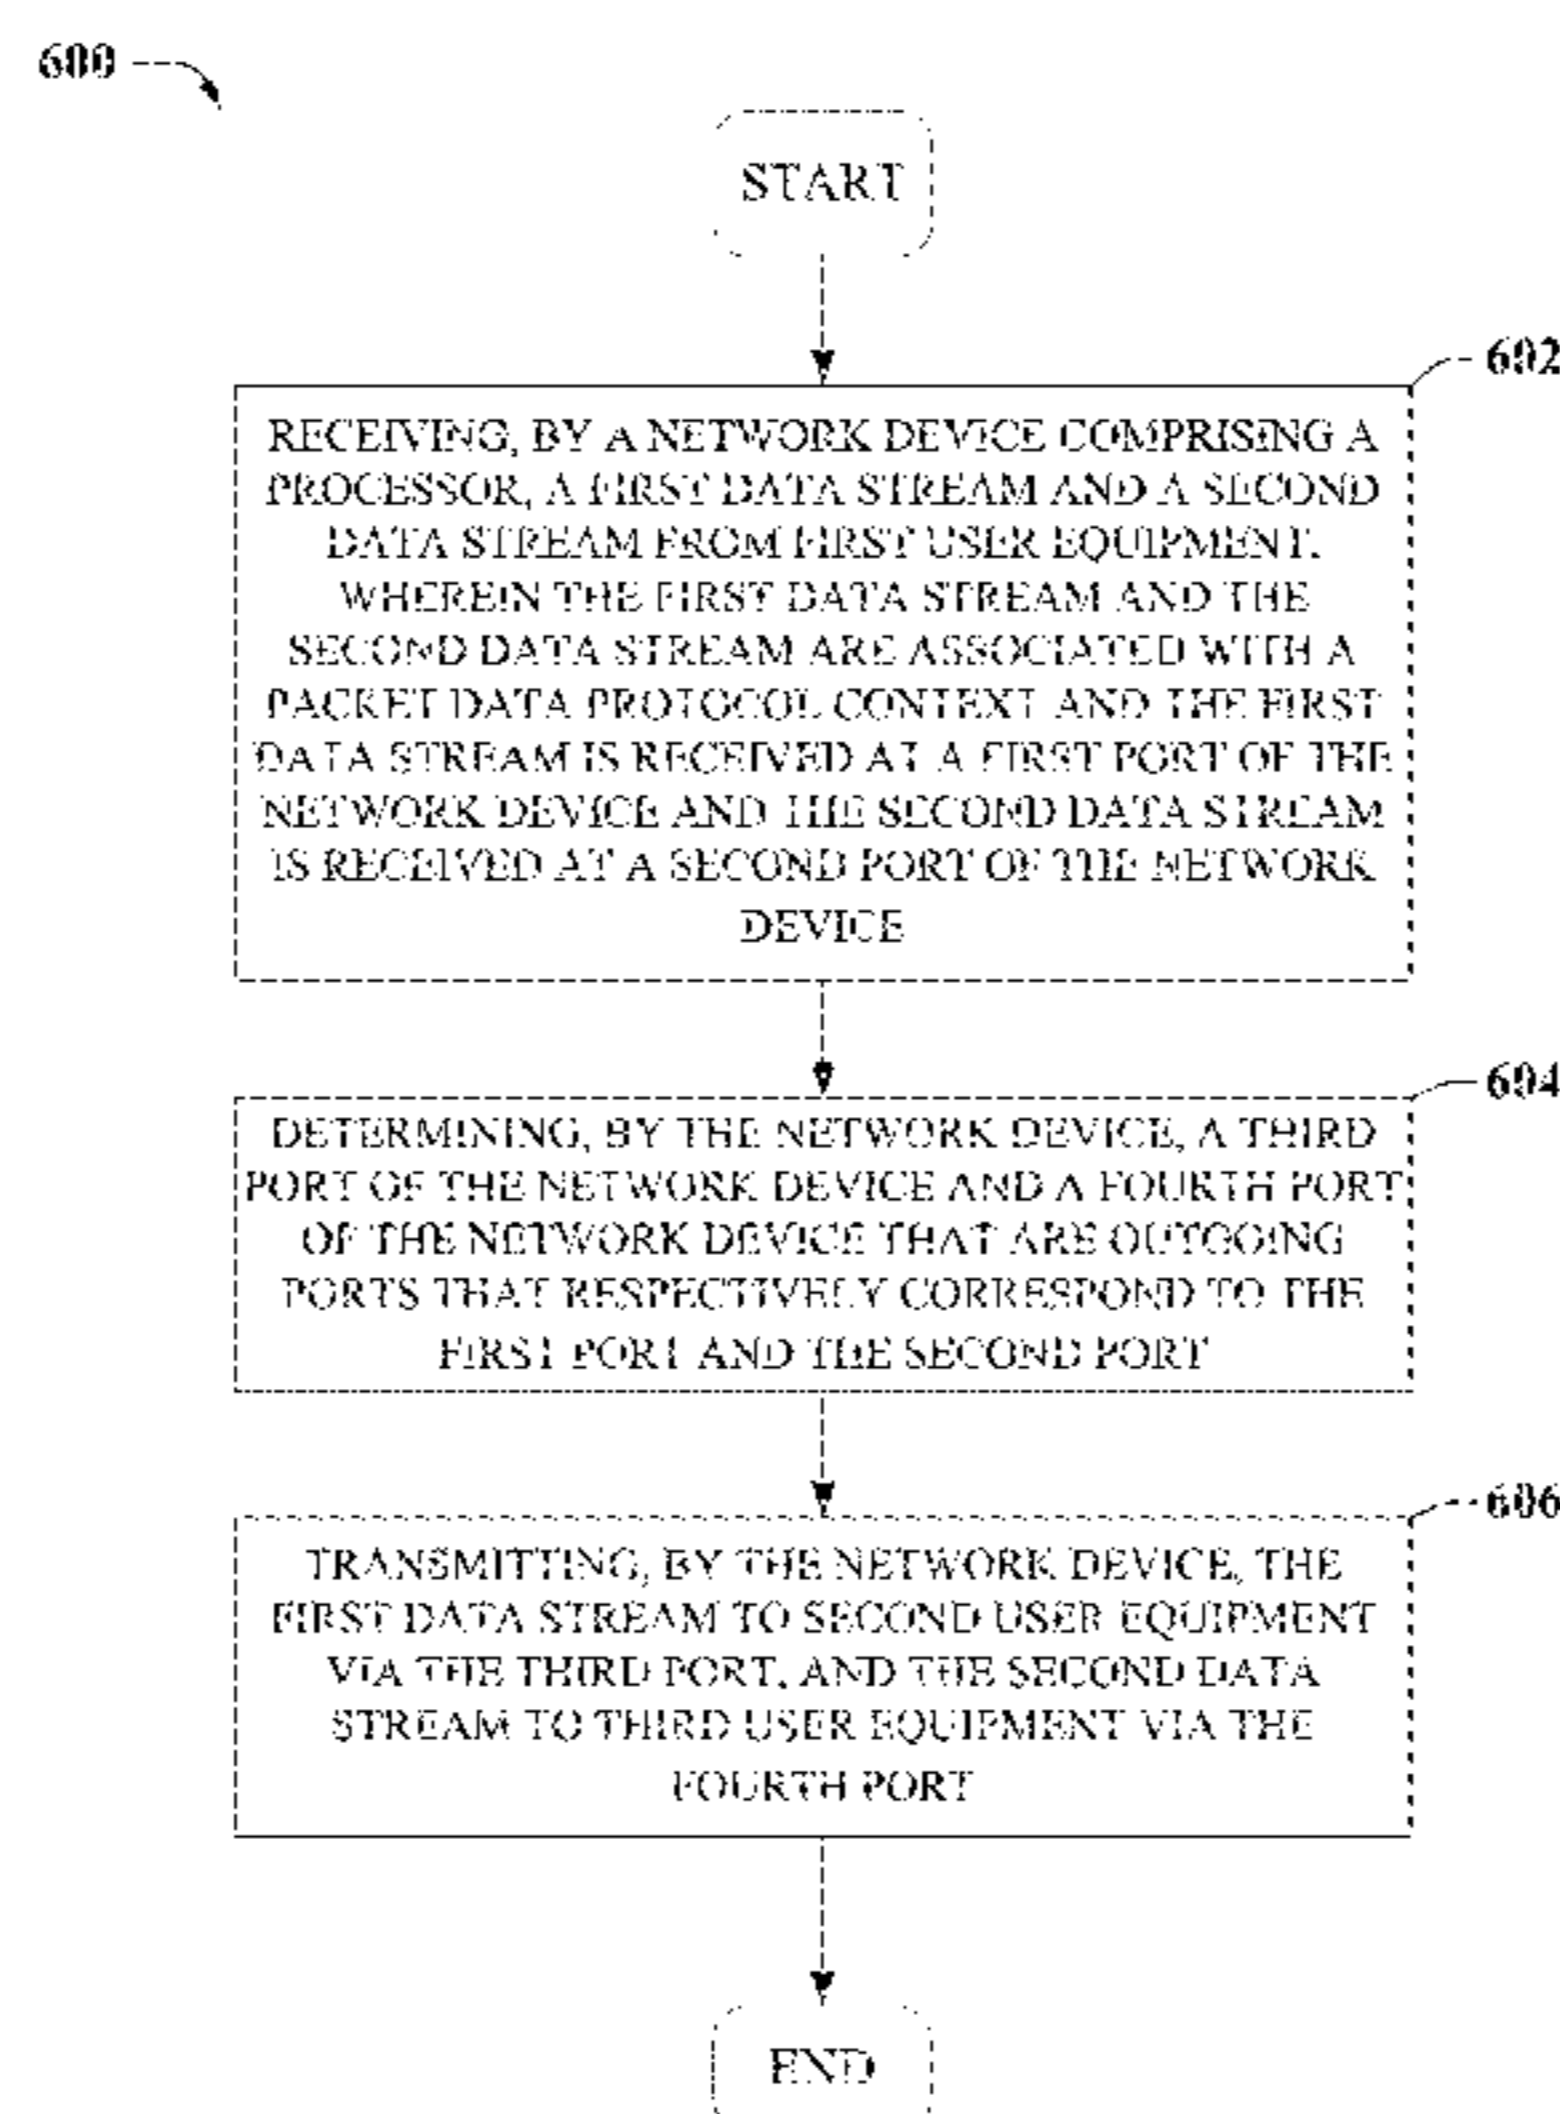 600
START
602
RECEIVING, BY A NETWORK DEVICE COMPRISING A
PROCESSOR, A FIRST DATA STREAM AND A SECOND
DATA STREAM FROM FIRST USER EQUIPMENT,
WHEREIN THE FIRST DATA STREAM AND THE
SECOND DATA STREAM ARE ASSOCIATED WITH A
PACKET DATA PROTOCOL CONTEXT AND THE FIRST
DATA STREAM IS RECEIVED AT A FIRST PORT OF THE
NETWORK DEVICE AND THE SECOND DATA STREAM
IS RECEIVED AT A SECOND PORT OF THE NETWORK
DEVICE
604
DETERMINING, BY THE NETWORK DEVICE, A THIRD
PORT OF THE NETWORK DEVICE AND A FOURTH PORT
OF THE NETWORK DEVICE THAT ARE OUTGOING
PORTS THAT RESPECTIVELY CORRESPOND TO THE
FIRST PORT AND THE SECOND PORT
606
TRANSMITTING, BY THE NETWORK DEVICE, THE
FIRST DATA STREAM TO SECOND USER EQUIPMENT
VIA THE THIRD PORT, AND THE SECOND DATA
STREAM TO THIRD USER EQUIPMENT VIA THE
FOURTH PORT
END